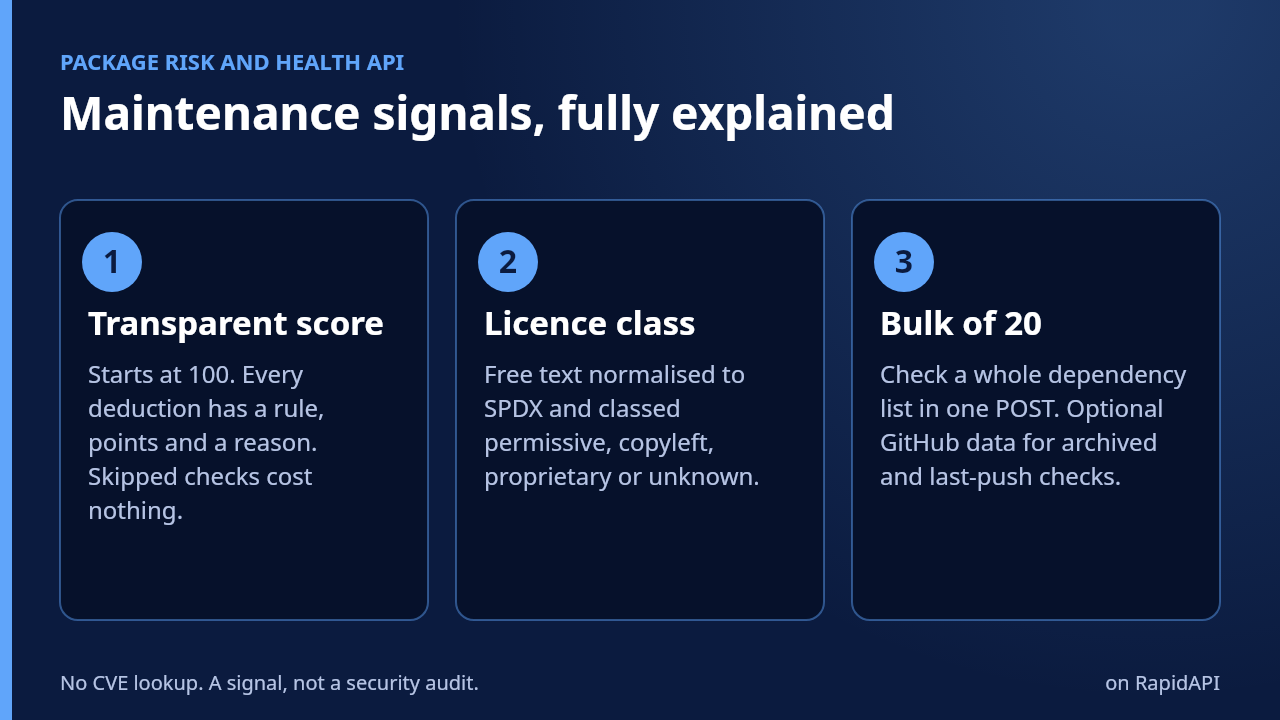 PACKAGE RISK AND HEALTH API
Maintenance signals, fully explained
1
Transparent score
Starts at 100. Every
deduction has a rule,
points and a reason.
Skipped checks cost
nothing.
2
Licence class
Free text normalised to
SPDX and classed
permissive, copyleft,
proprietary or unknown.
3
Bulk of 20
Check a whole dependency
list in one POST. Optional
GitHub data for archived
and last-push checks.
No CVE lookup. A signal, not a security audit.
on RapidAPI